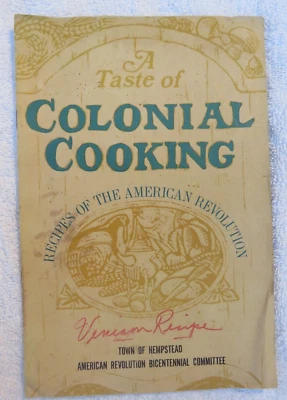 A
Taste of
COLONIAL
COOKING
RECIPES OF THE AMERICAN REVOLUTION
Venison Recipe
TOWN OF HEMPSTEAD
AMERICAN REVOLUTION BICENTENNIAL COMMITTEE